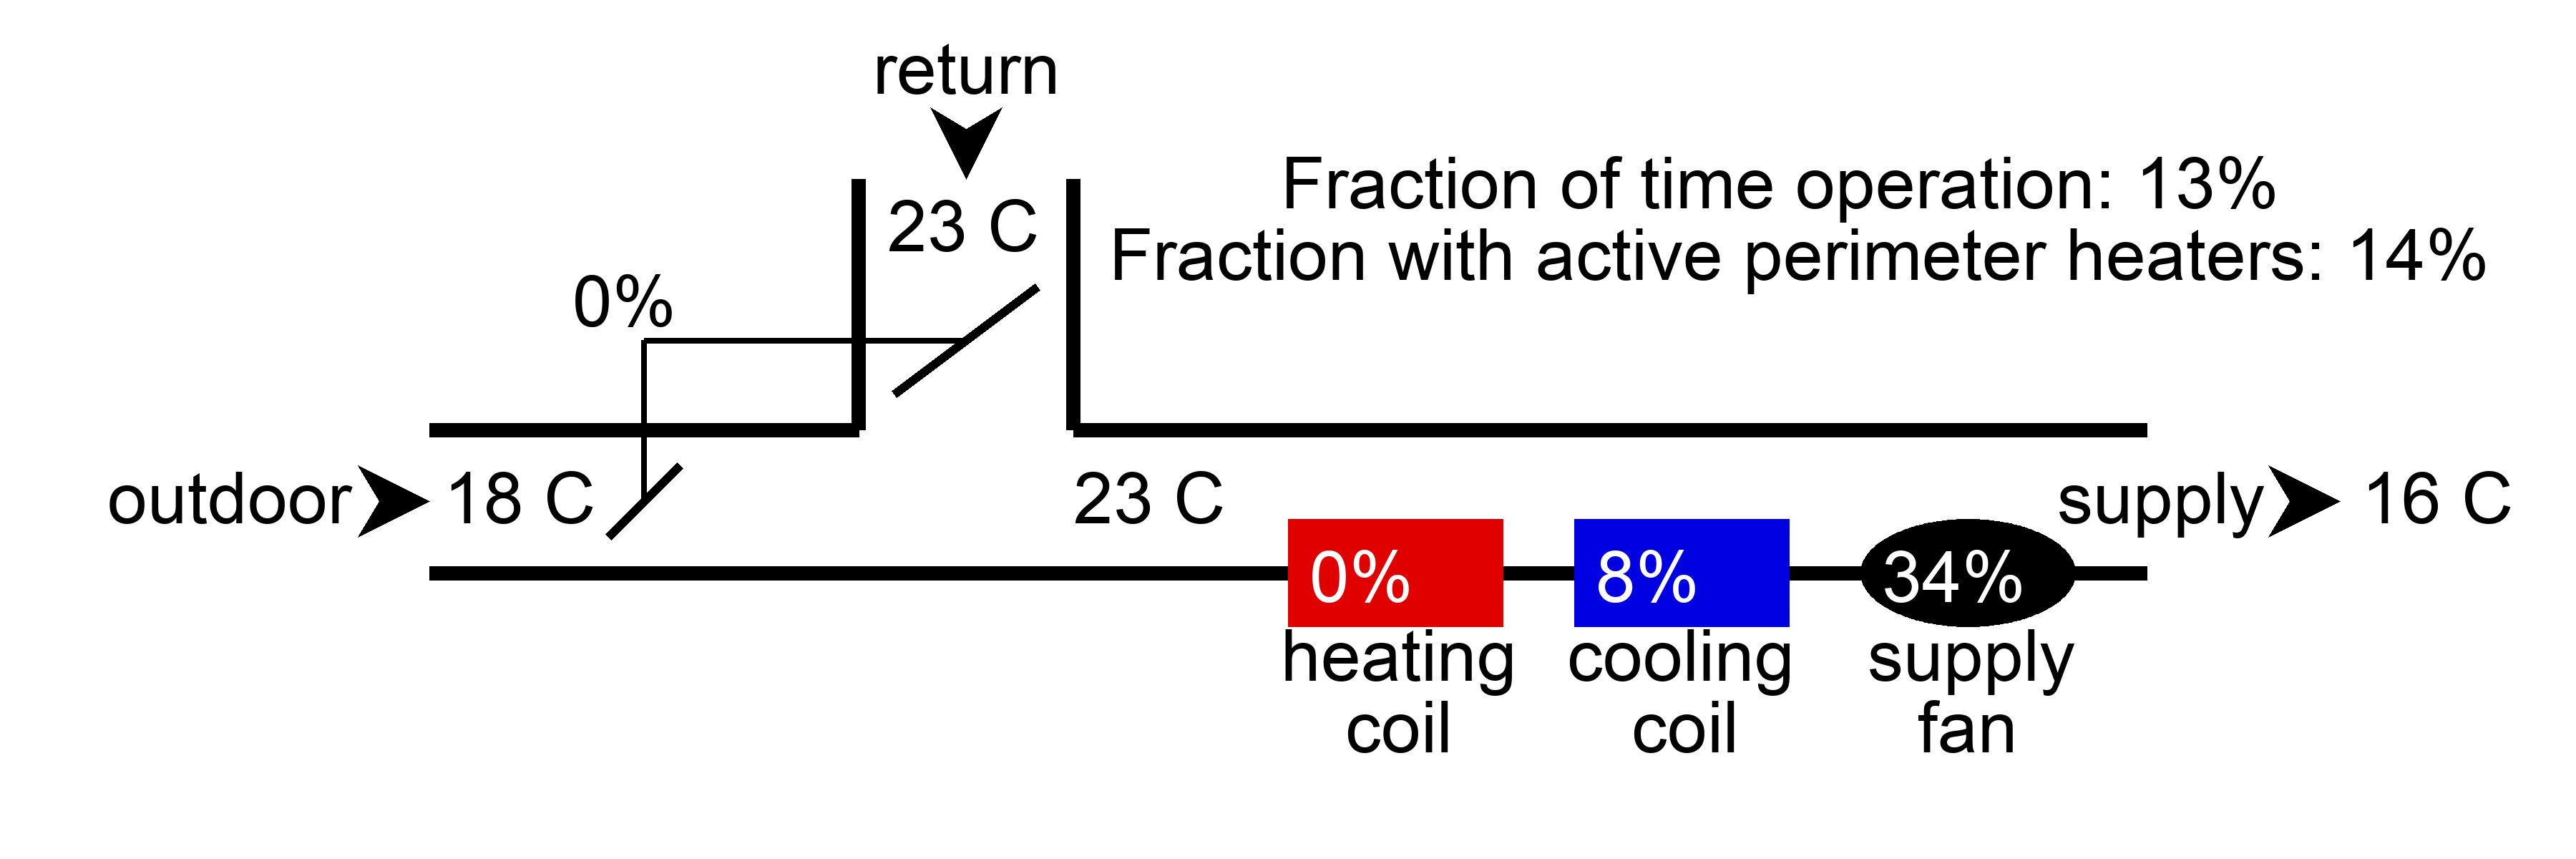 return
23 C
Fraction of time operation: 13%
Fraction with active perimeter heaters: 14%
0%
outdoor
18 C
23 C
supply
16 C
0%
8%
34%
heating
coil
cooling
coil
supply
fan